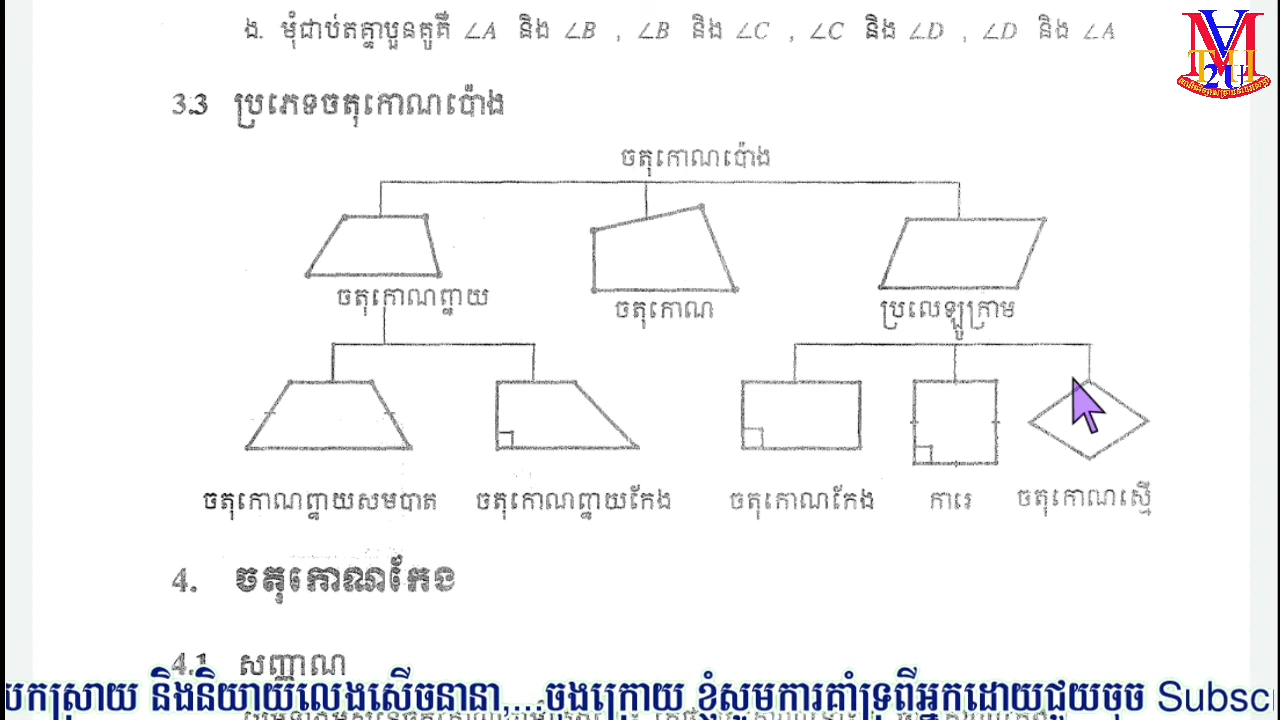 ង. មុំជាប់គ្នាបួនគូគឺ ∠A និង ∠B , ∠B និង ∠C , ∠C និង ∠D , ∠D និង ∠A
3.3 ប្រភេទចតុកោណប៉ោង
ចតុកោណប៉ោង
ចតុកោណព្នាយ ចតុកោណ ប្រលេឡូក្រាម
ចតុកោណព្នាយសមបាត ចតុកោណព្នាយកែង ចតុកោណកែង ការេ ចតុកោណស្មើ
4. ចតុកោណកែង
4.1 សញ្ញាណ
បកស្រាយ និងនិយាយលេងសើចនានា,...ចុងក្រោយ ខ្ញុំសូមការគាំទ្រពីអ្នកដោយជួយចុច Subsc